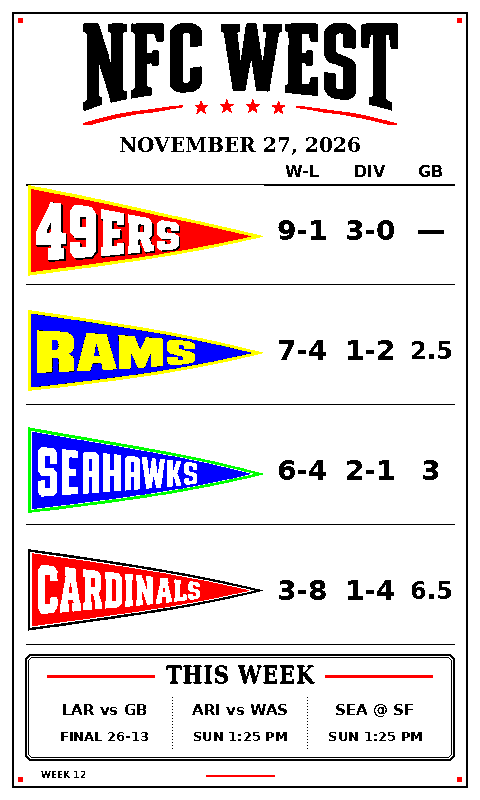 NFC WEST
NOVEMBER 27, 2026
W-L DIV GB
49ERS 9-1 3-0 —
RAMS 7-4 1-2 2.5
SEAHAWKS 6-4 2-1 3
CARDINALS 3-8 1-4 6.5
THIS WEEK
LAR vs GB ARI vs WAS SEA @ SF
FINAL 26-13 SUN 1:25 PM SUN 1:25 PM
WEEK 12